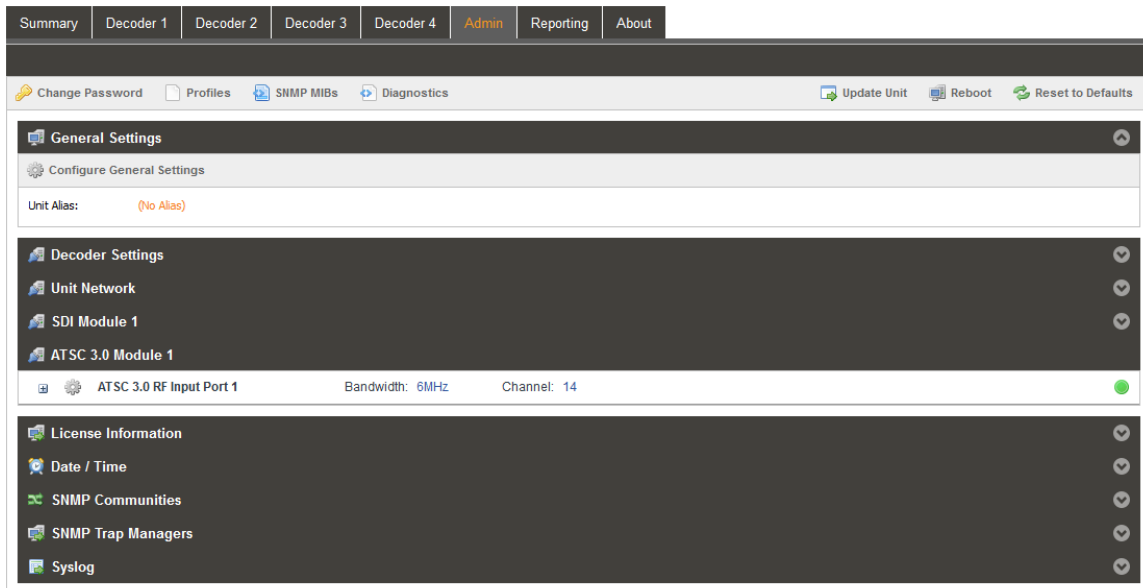 Summary Decoder 1 Decoder 2 Decoder 3 Decoder 4 Admin Reporting About
Change Password Profiles SNMP MIBs Diagnostics Update Unit Reboot Reset to Defaults
General Settings
Configure General Settings
Unit Alias: (No Alias)
Decoder Settings
Unit Network
SDI Module 1
ATSC 3.0 Module 1
ATSC 3.0 RF Input Port 1 Bandwidth: 6MHz Channel: 14
License Information
Date / Time
SNMP Communities
SNMP Trap Managers
Syslog